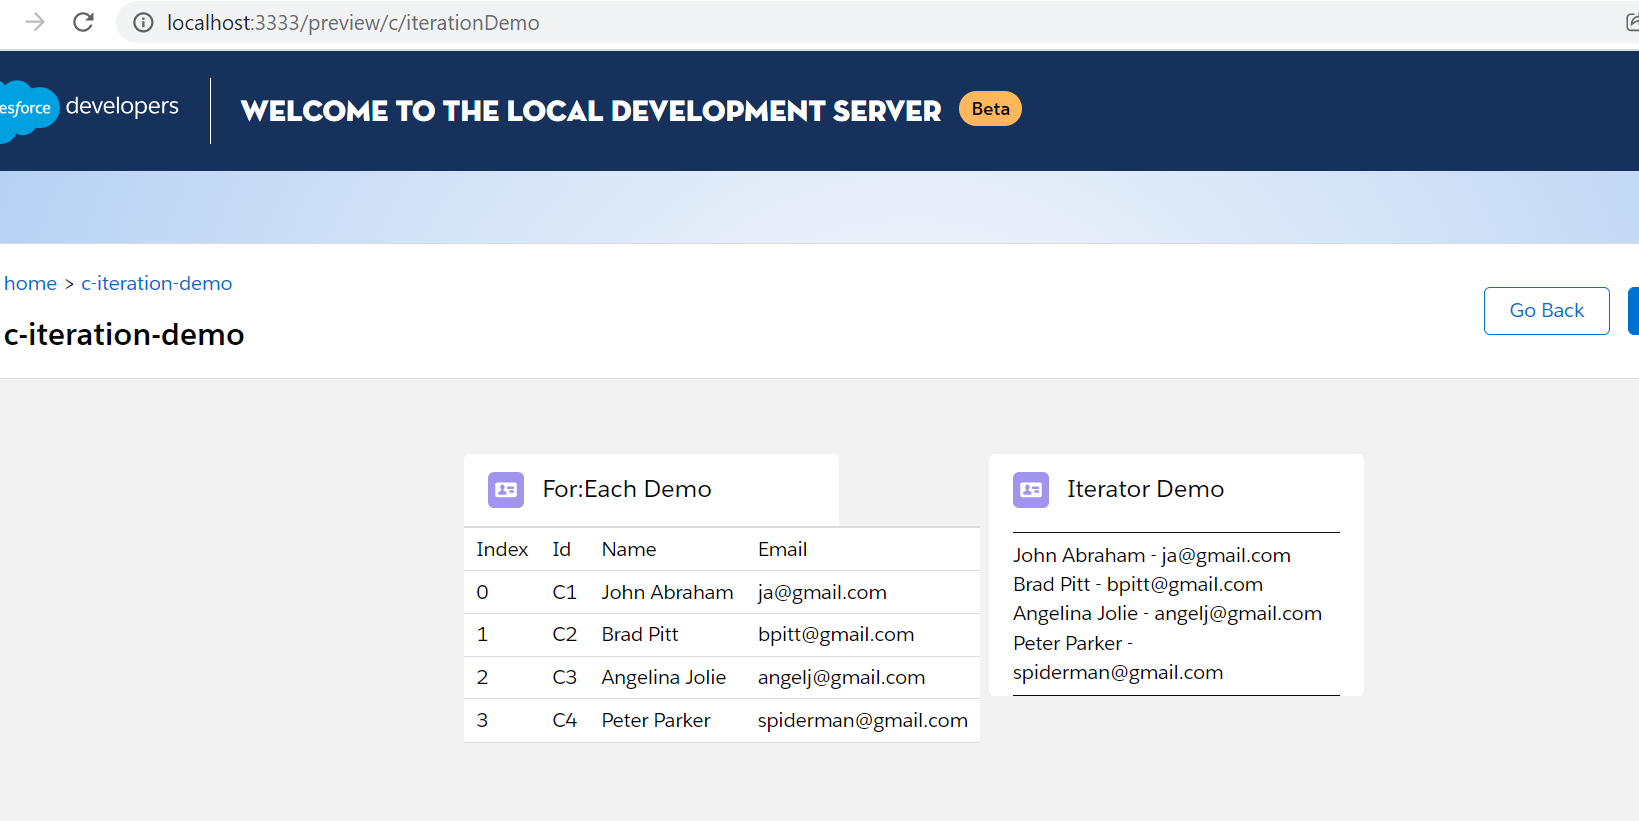 localhost:3333/preview/c/iterationDemo
esforce developers
WELCOME TO THE LOCAL DEVELOPMENT SERVER
Beta
home > c-iteration-demo
c-iteration-demo
Go Back
For:Each Demo
Index Id Name Email
0 C1 John Abraham ja@gmail.com
1 C2 Brad Pitt bpitt@gmail.com
2 C3 Angelina Jolie angelj@gmail.com
3 C4 Peter Parker spiderman@gmail.com
Iterator Demo
John Abraham - ja@gmail.com
Brad Pitt - bpitt@gmail.com
Angelina Jolie - angelj@gmail.com
Peter Parker -
spiderman@gmail.com